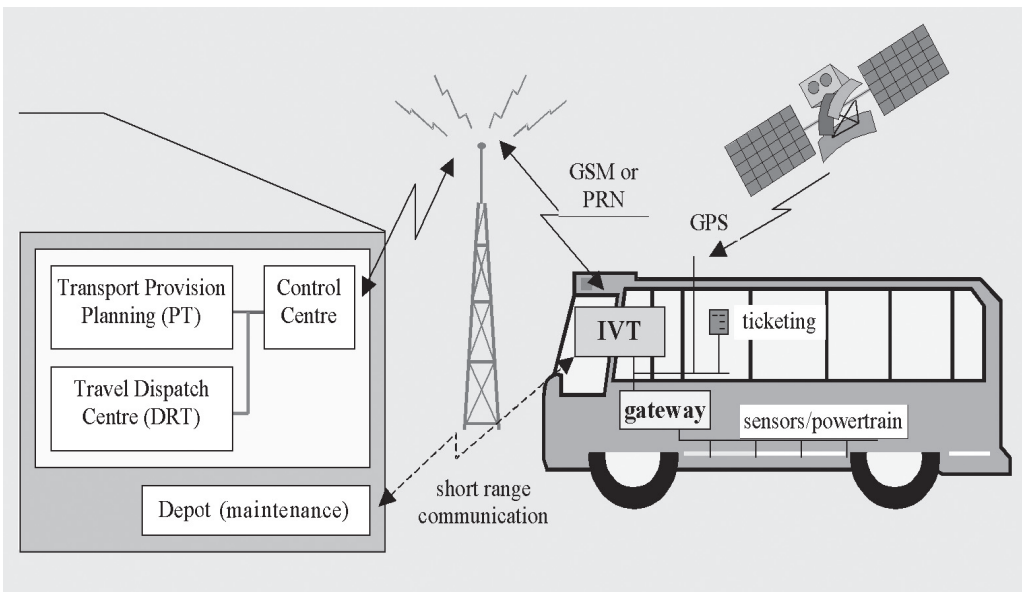 Transport Provision
Planning (PT)
Control
Centre
Travel Dispatch
Centre (DRT)
Depot (maintenance)
GSM or
PRN
GPS
IVT
ticketing
gateway
sensors/powertrain
short range
communication